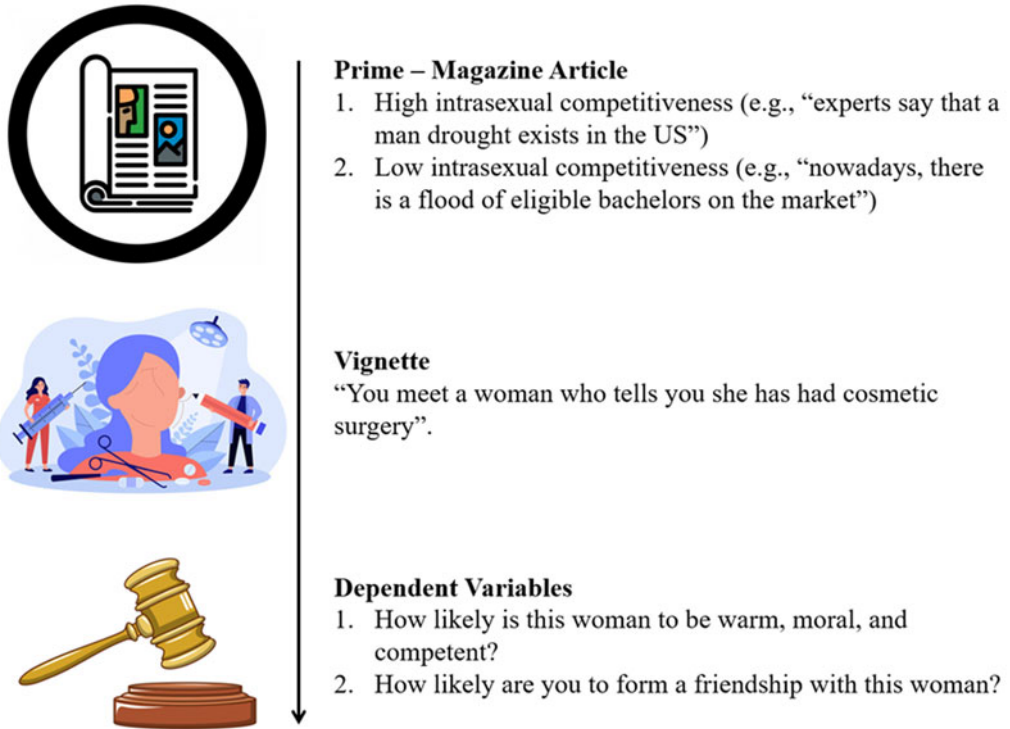 Prime – Magazine Article
1. High intrasexual competitiveness (e.g., “experts say that a
man drought exists in the US”)
2. Low intrasexual competitiveness (e.g., “nowadays, there
is a flood of eligible bachelors on the market”)
Vignette
“You meet a woman who tells you she has had cosmetic
surgery”.
Dependent Variables
1. How likely is this woman to be warm, moral, and
competent?
2. How likely are you to form a friendship with this woman?